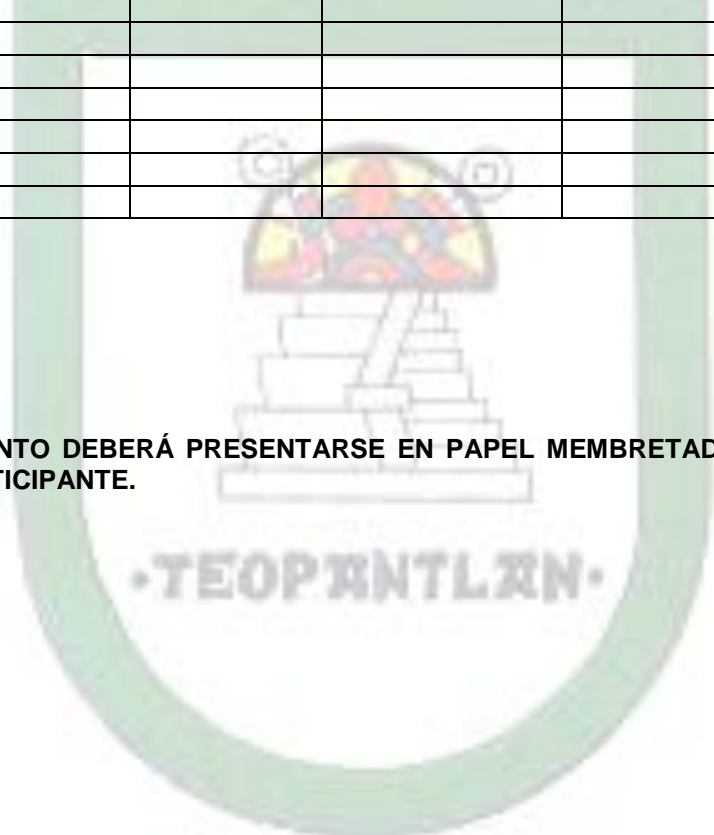 NTO DEBERÁ PRESENTARSE EN PAPEL MEMBRETAD
TICIPANTE.
•TEOPANTLAN•